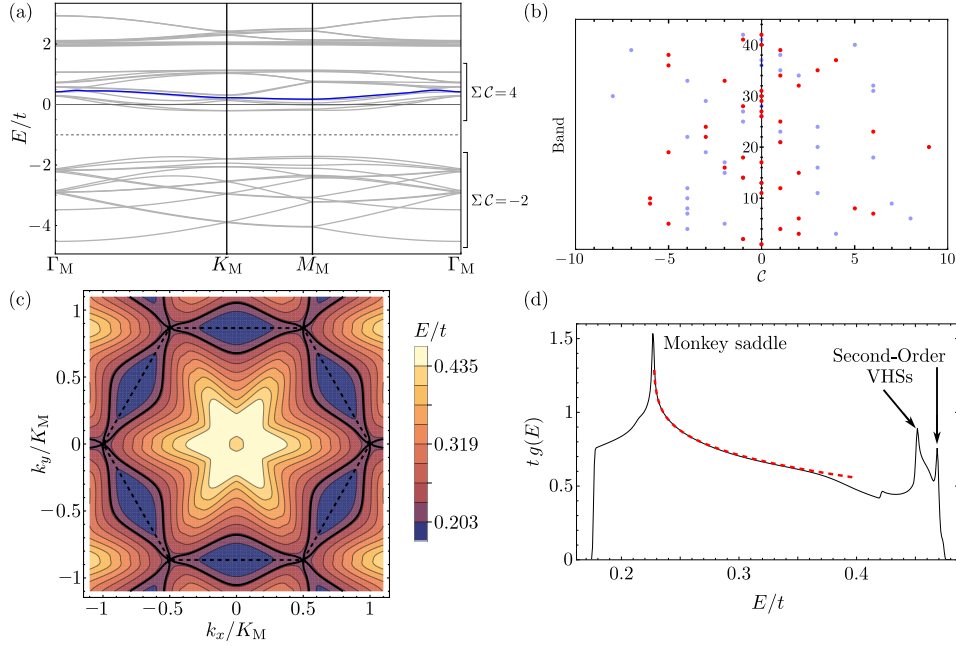 (a)
2
0
−2
−4
E/t
Γ_M
K_M
M_M
Γ_M
Σ C = 4
Σ C = −2
(b)
40
30
20
10
0
Band
−10
−5
0
5
10
C
(c)
1
0.5
0
−0.5
−1
k_y/K_M
−1
−0.5
0
0.5
1
k_x/K_M
E/t
0.435
0.319
0.203
(d)
1.5
1.0
0.5
0
t g(E)
Monkey saddle
Second-Order
VHSs
0.2
0.3
0.4
E/t